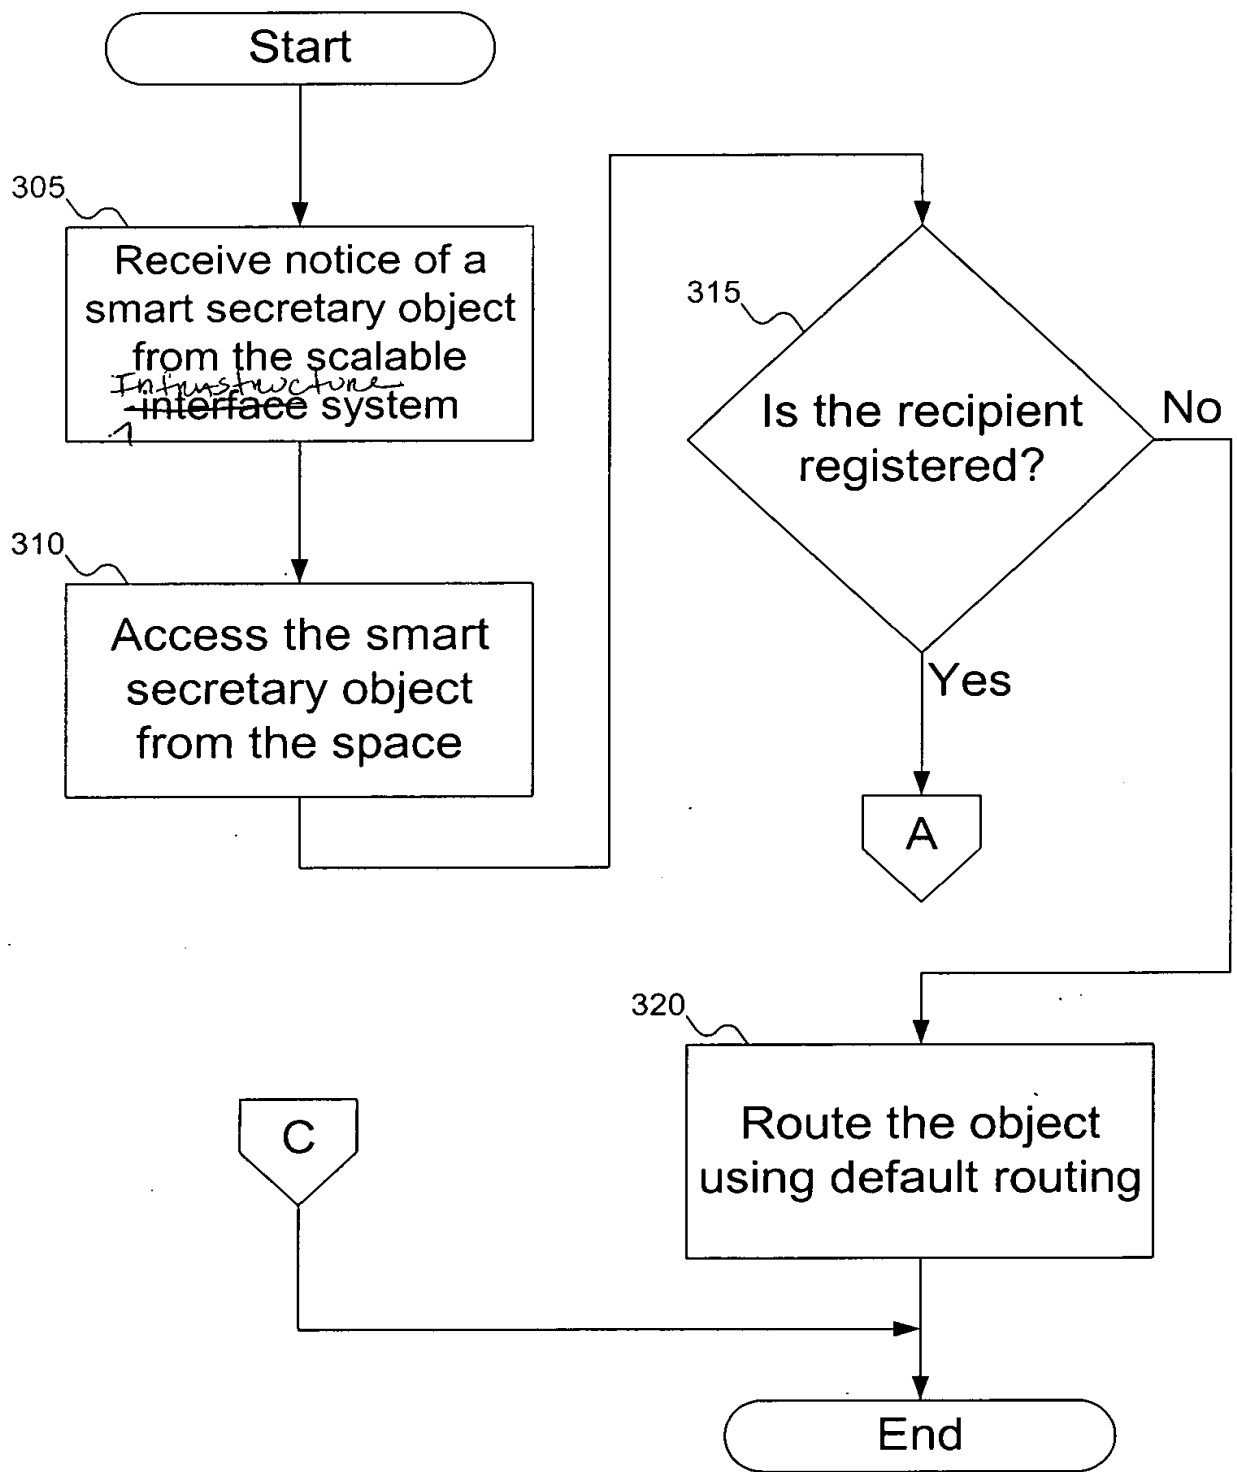 Start
305
Receive notice of a
smart secretary object
from the scalable
Infrustructure
interface system
310
Access the smart
secretary object
from the space
315
Is the recipient
registered?
No
Yes
A
320
Route the object
using default routing
C
End